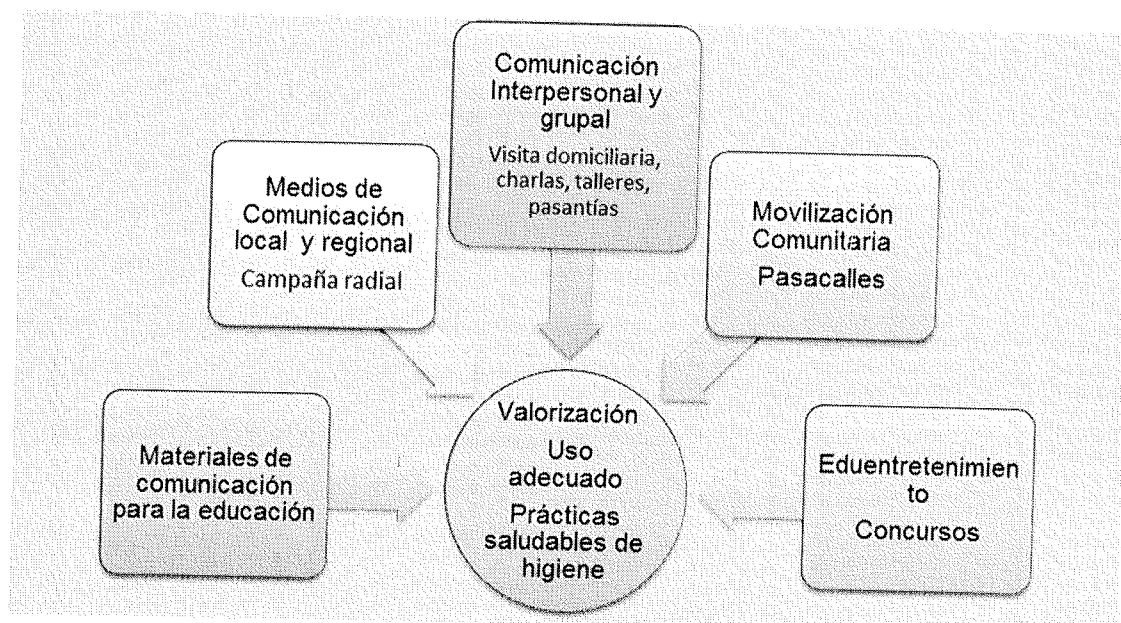 Comunicación
Interpersonal y
grupal
Visita domiciliaria,
charlas, talleres,
pasantías
Medios de
Comunicación
local y regional
Campaña radial
Movilización
Comunitaria
Pasacalles
Materiales de
comunicación
para la educación
Valorización
Uso
adecuado
Prácticas
saludables de
higiene
Eduentretenimien
to
Concursos